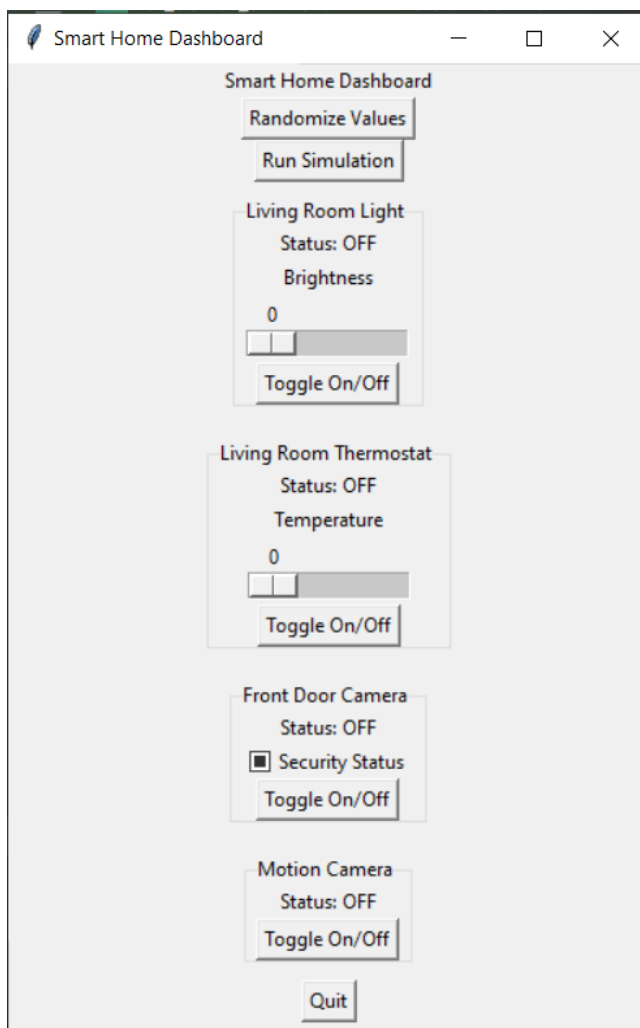 Smart Home Dashboard
Smart Home Dashboard
Randomize Values
Run Simulation
Living Room Light
Status: OFF
Brightness
0
Toggle On/Off
Living Room Thermostat
Status: OFF
Temperature
0
Toggle On/Off
Front Door Camera
Status: OFF
Security Status
Toggle On/Off
Motion Camera
Status: OFF
Toggle On/Off
Quit